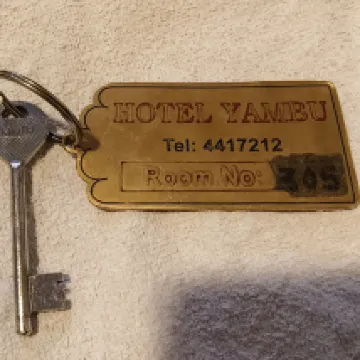 HOTEL YAMBU
Tel: 4417212
Room No: 305